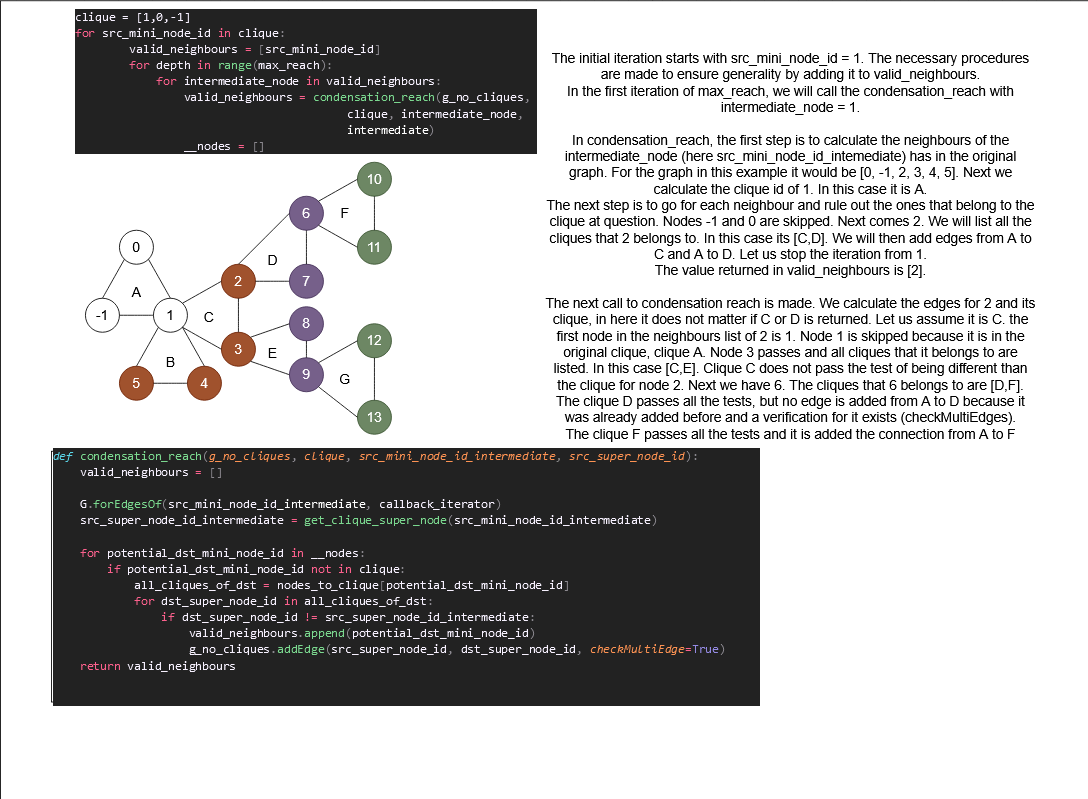 clique = [1,0,-1]
for src_mini_node_id in clique:
valid_neighbours = [src_mini_node_id]
for depth in range(max_reach):
for intermediate_node in valid_neighbours:
valid_neighbours = condensation_reach(g_no_cliques,
clique, intermediate_node,
intermediate)
__nodes = []
The initial iteration starts with src_mini_node_id = 1. The necessary procedures
are made to ensure generality by adding it to valid_neighbours.
In the first iteration of max_reach, we will call the condensation_reach with
intermediate_node = 1.
In condensation_reach, the first step is to calculate the neighbours of the
intermediate_node (here src_mini_node_id_intemediate) has in the original
graph. For the graph in this example it would be [0, -1, 2, 3, 4, 5]. Next we
calculate the clique id of 1. In this case it is A.
The next step is to go for each neighbour and rule out the ones that belong to the
clique at question. Nodes -1 and 0 are skipped. Next comes 2. We will list all the
cliques that 2 belongs to. In this case its [C,D]. We will then add edges from A to
C and A to D. Let us stop the iteration from 1.
The value returned in valid_neighbours is [2].
The next call to condensation reach is made. We calculate the edges for 2 and its
clique, in here it does not matter if C or D is returned. Let us assume it is C. the
first node in the neighbours list of 2 is 1. Node 1 is skipped because it is in the
original clique, clique A. Node 3 passes and all cliques that it belongs to are
listed. In this case [C,E]. Clique C does not pass the test of being different than
the clique for node 2. Next we have 6. The cliques that 6 belongs to are [D,F].
The clique D passes all the tests, but no edge is added from A to D because it
was already added before and a verification for it exists (checkMultiEdges).
The clique F passes all the tests and it is added the connection from A to F
10
6
F
0
11
D
2
7
A
-1
1
C
8
12
3
E
B
9
G
5
4
13
def condensation_reach(g_no_cliques, clique, src_mini_node_id_intermediate, src_super_node_id):
valid_neighbours = []
G.forEdgesOf(src_mini_node_id_intermediate, callback_iterator)
src_super_node_id_intermediate = get_clique_super_node(src_mini_node_id_intermediate)
for potential_dst_mini_node_id in __nodes:
if potential_dst_mini_node_id not in clique:
all_cliques_of_dst = nodes_to_clique[potential_dst_mini_node_id]
for dst_super_node_id in all_cliques_of_dst:
if dst_super_node_id != src_super_node_id_intermediate:
valid_neighbours.append(potential_dst_mini_node_id)
g_no_cliques.addEdge(src_super_node_id, dst_super_node_id, checkMultiEdge=True)
return valid_neighbours